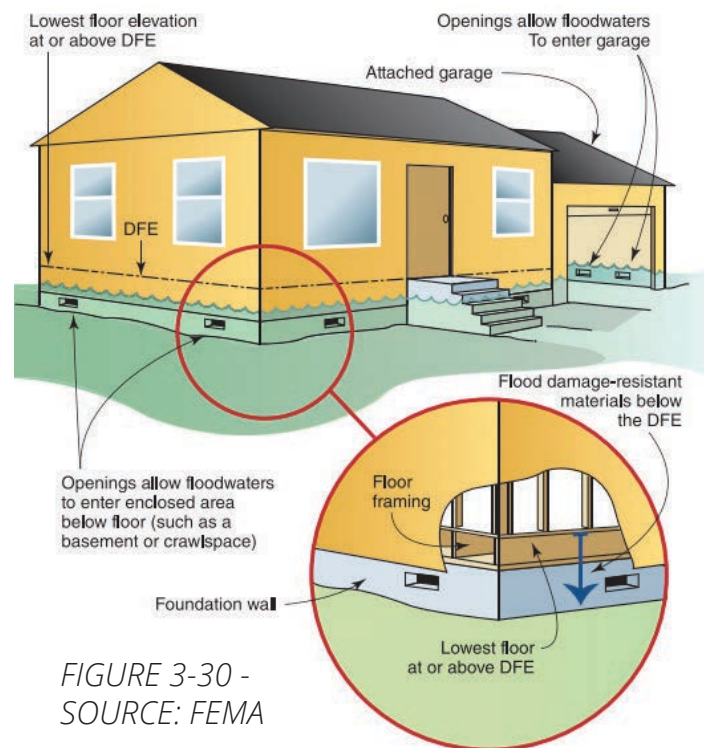 Lowest floor elevation
at or above DFE
Openings allow floodwaters
To enter garage
Attached garage
DFE
Flood damage-resistant
materials below
the DFE
Openings allow floodwaters
to enter enclosed area
below floor (such as a
basement or crawlspace)
Floor
framing
Foundation wall
Lowest floor
at or above DFE
FIGURE 3-30 -
SOURCE: FEMA